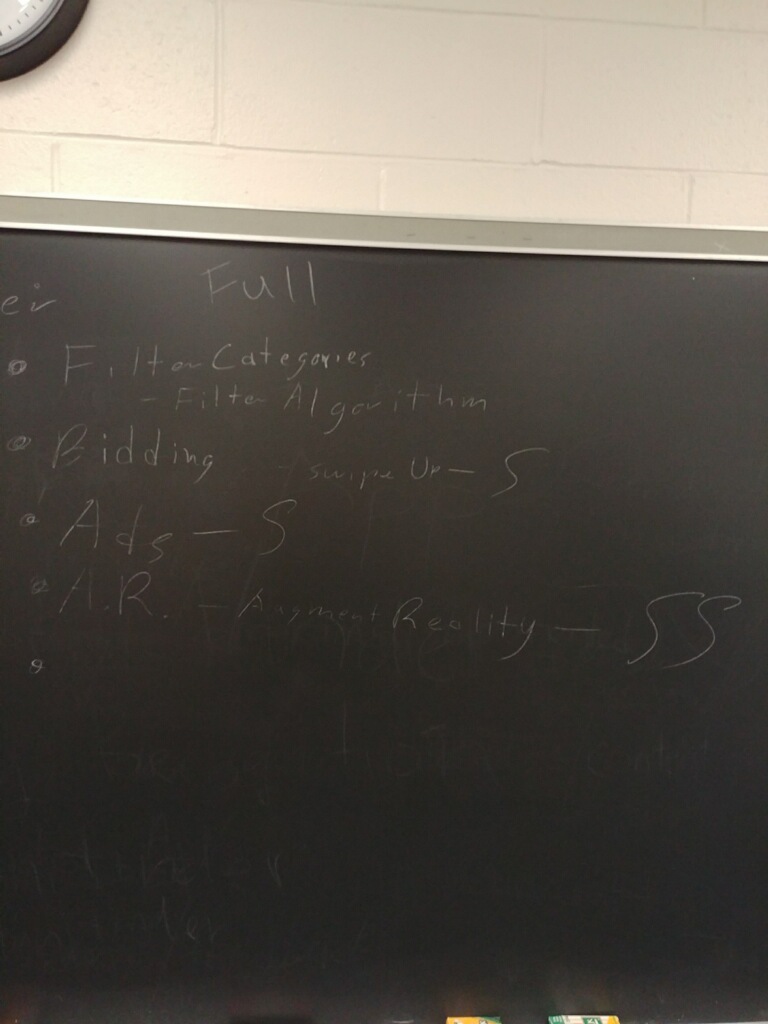 Full
eir
• Filter Categories
- Filter Algorithm
• Bidding - swipe Up - S
• Ads - S
• A.R. - Augment Reality - SS
•